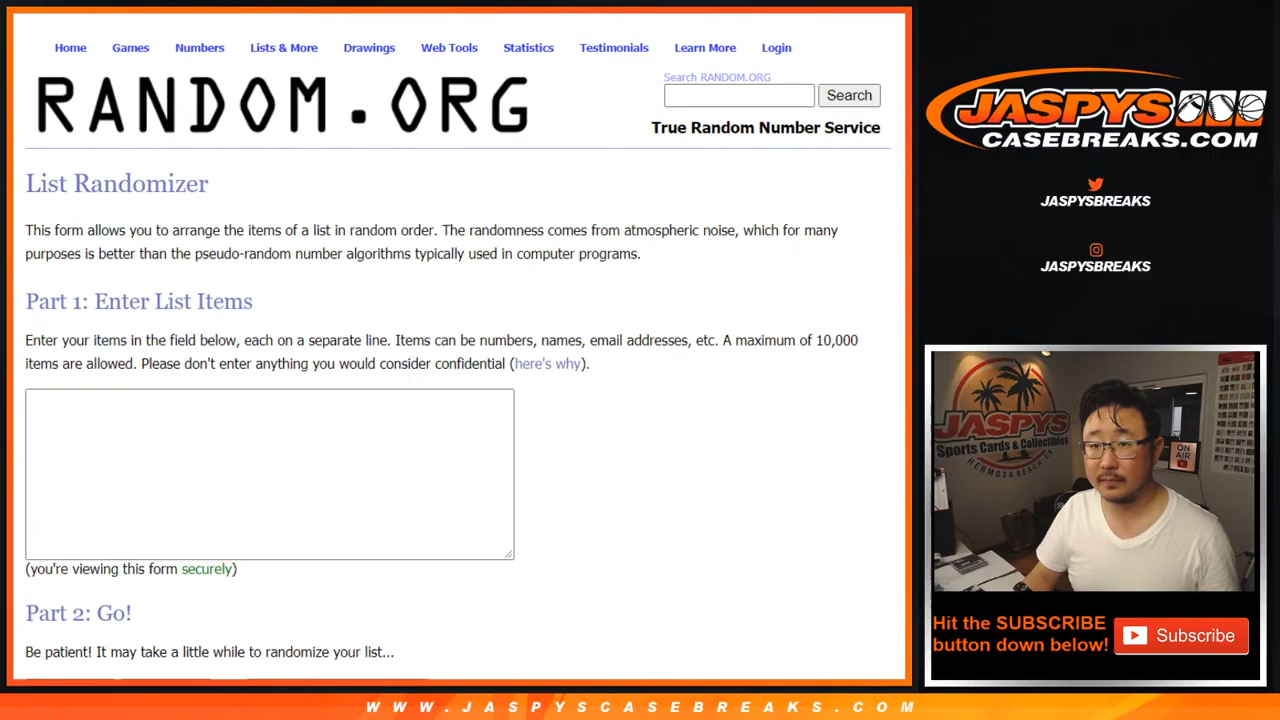 Home Games Numbers Lists & More Drawings Web Tools Statistics Testimonials Learn More Login
RANDOM.ORG
Search RANDOM.ORG
Search
True Random Number Service
List Randomizer
This form allows you to arrange the items of a list in random order. The randomness comes from atmospheric noise, which for many
purposes is better than the pseudo-random number algorithms typically used in computer programs.
Part 1: Enter List Items
Enter your items in the field below, each on a separate line. Items can be numbers, names, email addresses, etc. A maximum of 10,000
items are allowed. Please don't enter anything you would consider confidential (here's why).
(you're viewing this form securely)
Part 2: Go!
Be patient! It may take a little while to randomize your list...
JASPYS
CASEBREAKS.COM
JASPYSBREAKS
JASPYSBREAKS
JASPYS
Sports Cards & Collectibles
HERMOSA BEACH, CA
ON
AIR
Hit the SUBSCRIBE
button down below!
Subscribe
WWW.JASPYSCASEBREAKS.COM